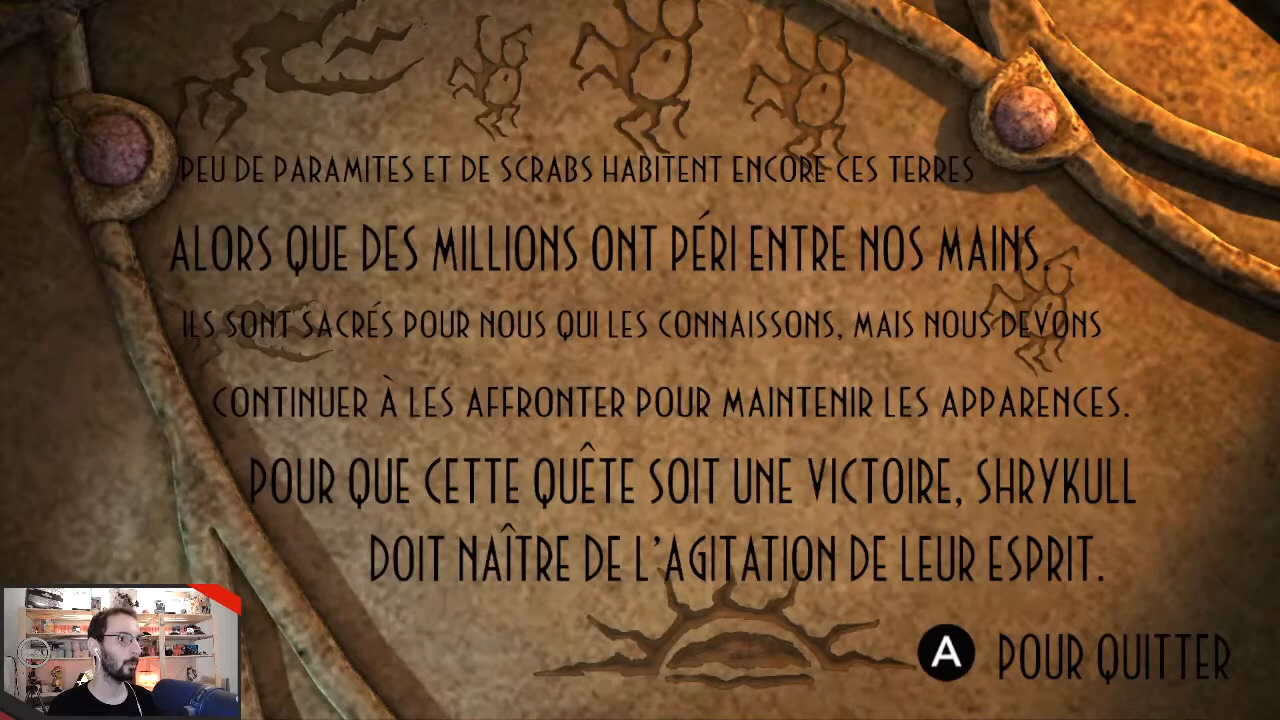 PEU DE PARAMITES ET DE SCRABS HABITENT ENCORE CES TERRES
ALORS QUE DES MILLIONS ONT PÉRI ENTRE NOS MAINS.
ILS SONT SACRÉS POUR NOUS QUI LES CONNAISSONS, MAIS NOUS DEVONS
CONTINUER À LES AFFRONTER POUR MAINTENIR LES APPARENCES.
POUR QUE CETTE QUÊTE SOIT UNE VICTOIRE, SHRYKULL
DOIT NAÎTRE DE L'AGITATION DE LEUR ESPRIT.
A POUR QUITTER